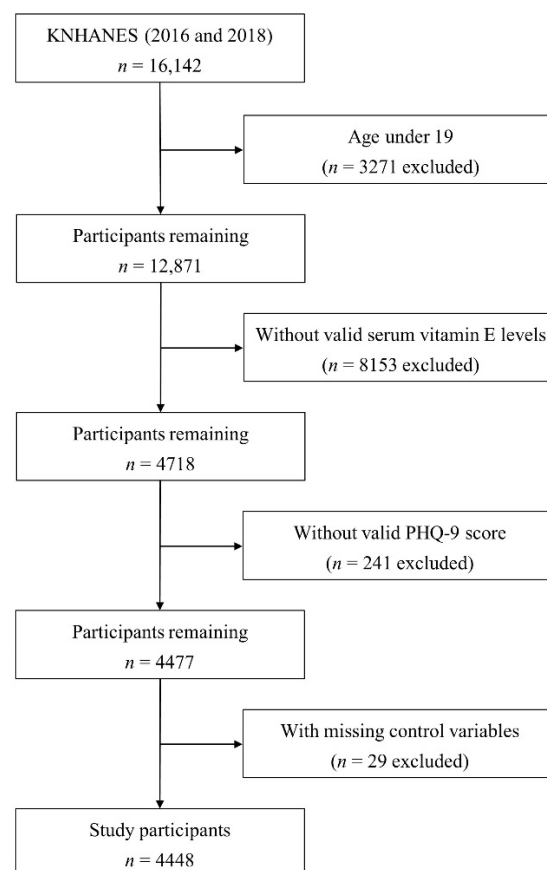 KNHANES (2016 and 2018)
n = 16,142
Age under 19
(n = 3271 excluded)
Participants remaining
n = 12,871
Without valid serum vitamin E levels
(n = 8153 excluded)
Participants remaining
n = 4718
Without valid PHQ-9 score
(n = 241 excluded)
Participants remaining
n = 4477
With missing control variables
(n = 29 excluded)
Study participants
n = 4448